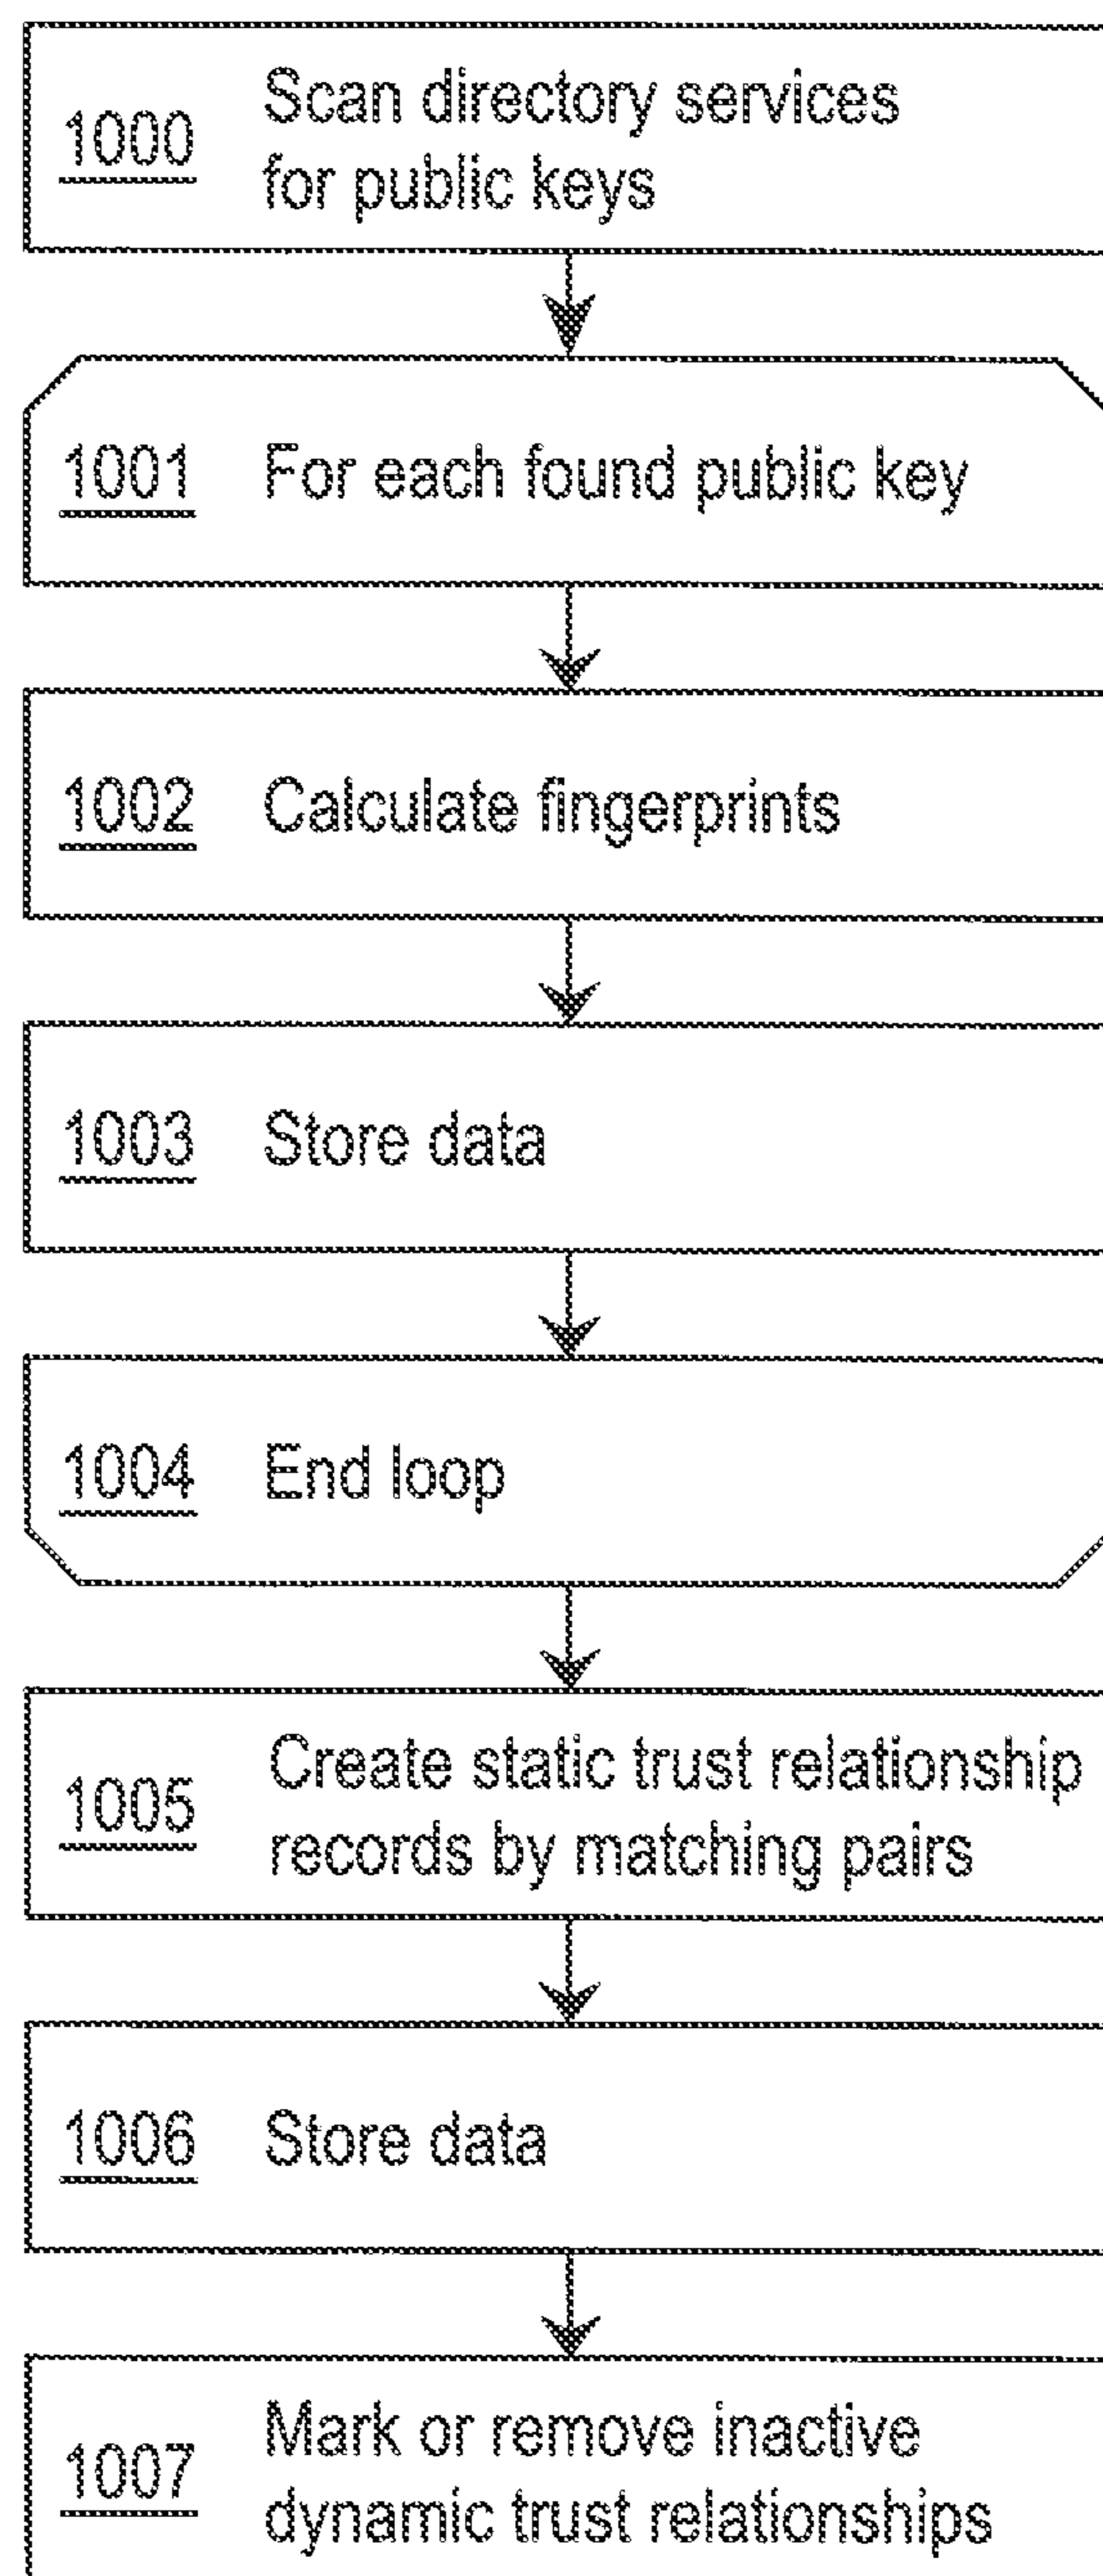 1000 Scan directory services
for public keys
1001 For each found public key
1002 Calculate fingerprints
1003 Store data
1004 End loop
1005 Create static trust relationship
records by matching pairs
1006 Store data
1007 Mark or remove inactive
dynamic trust relationships